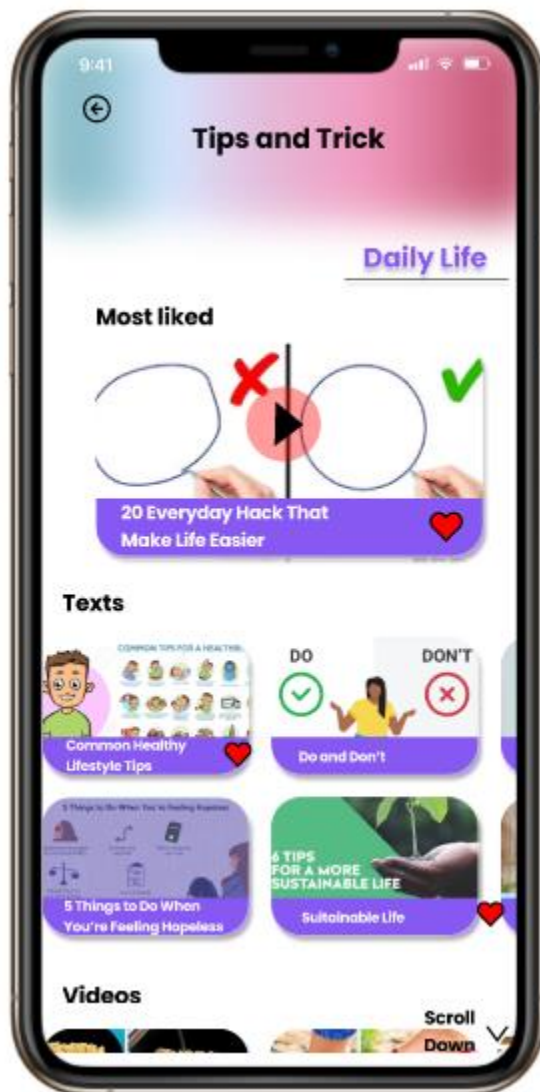 9:41
Tips and Trick
Daily Life
Most liked
20 Everyday Hack That
Make Life Easier
Texts
COMMON TIPS FOR A HEALTHIER
Common Healthy
Lifestyle Tips
DO
DON'T
Do and Don't
5 Things to Do When You're Feeling Hopeless
5 Things to Do When
You're Feeling Hopeless
6 TIPS
FOR A MORE
SUSTAINABLE LIFE
Suitainable Life
Videos
Scroll
Down